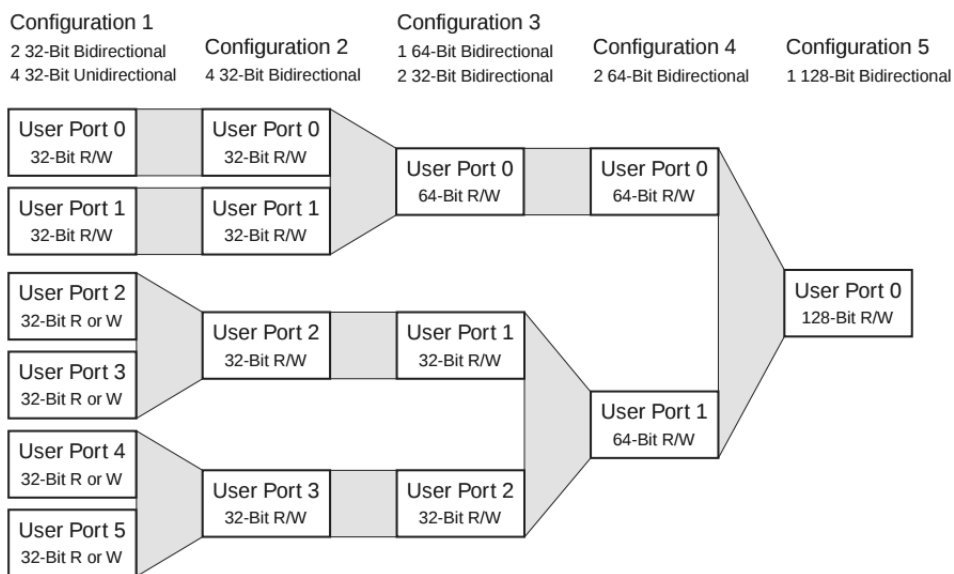 Configuration 1
2 32-Bit Bidirectional
4 32-Bit Unidirectional
Configuration 2
4 32-Bit Bidirectional
Configuration 3
1 64-Bit Bidirectional
2 32-Bit Bidirectional
Configuration 4
2 64-Bit Bidirectional
Configuration 5
1 128-Bit Bidirectional
User Port 0
32-Bit R/W
User Port 1
32-Bit R/W
User Port 2
32-Bit R or W
User Port 3
32-Bit R or W
User Port 4
32-Bit R or W
User Port 5
32-Bit R or W
User Port 0
32-Bit R/W
User Port 1
32-Bit R/W
User Port 2
32-Bit R/W
User Port 3
32-Bit R/W
User Port 0
64-Bit R/W
User Port 1
32-Bit R/W
User Port 2
32-Bit R/W
User Port 0
64-Bit R/W
User Port 1
64-Bit R/W
User Port 0
128-Bit R/W